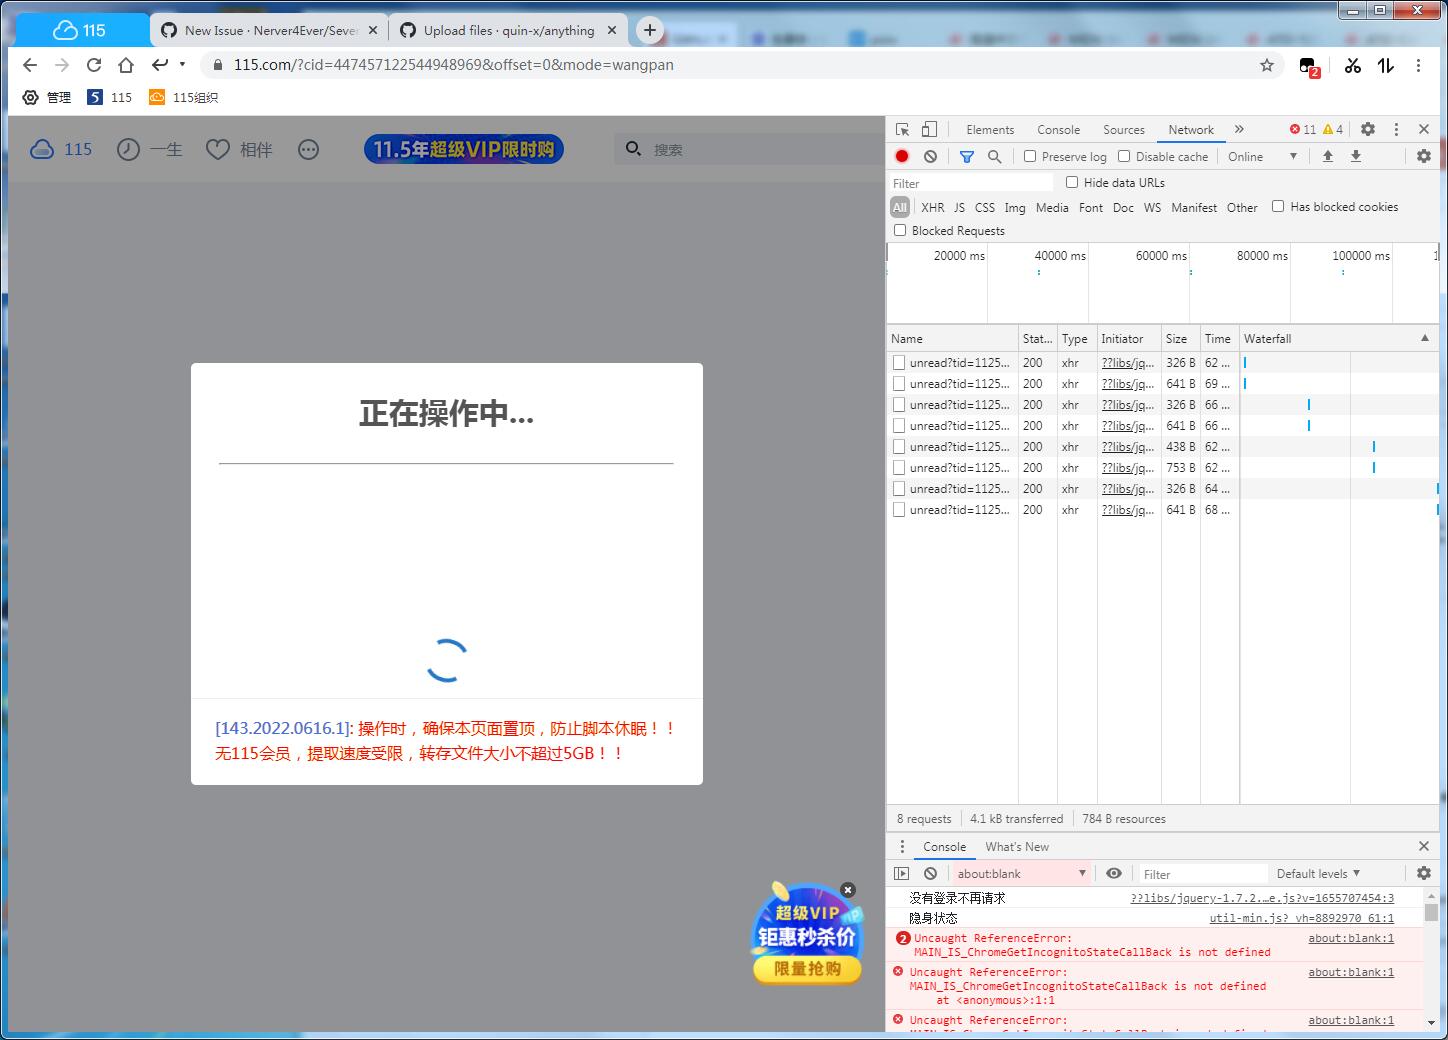 115
New Issue · Nerver4Ever/Sever
Upload files · quin-x/anything
115.com/?cid=447457122544948969&offset=0&mode=wangpan
2
管理
115
115组织
115
一生
相伴
11.5年超级VIP限时购
搜索
Elements
Console
Sources
Network
11
4
Preserve log
Disable cache
Online
Filter
Hide data URLs
All
XHR
JS
CSS
Img
Media
Font
Doc
WS
Manifest
Other
Has blocked cookies
Blocked Requests
20000 ms
40000 ms
60000 ms
80000 ms
100000 ms
Name Stat... Type Initiator Size Time Waterfall
unread?tid=1125... 200 xhr ??libs/jq... 326 B 62 ...
unread?tid=1125... 200 xhr ??libs/jq... 641 B 69 ...
unread?tid=1125... 200 xhr ??libs/jq... 326 B 66 ...
unread?tid=1125... 200 xhr ??libs/jq... 641 B 66 ...
unread?tid=1125... 200 xhr ??libs/jq... 438 B 62 ...
unread?tid=1125... 200 xhr ??libs/jq... 753 B 62 ...
unread?tid=1125... 200 xhr ??libs/jq... 326 B 64 ...
unread?tid=1125... 200 xhr ??libs/jq... 641 B 68 ...
正在操作中...
[143.2022.0616.1]: 操作时，确保本页面置顶，防止脚本休眠！！
无115会员，提取速度受限，转存文件大小不超过5GB！！
超级VIP
钜惠秒杀价
限量抢购
8 requests
4.1 kB transferred
784 B resources
Console
What's New
about:blank
Filter
Default levels
没有登录不再请求 ??libs/jquery-1.7.2...e.js?v=1655707454:3
隐身状态 util-min.js?_vh=8892970_61:1
2 Uncaught ReferenceError: about:blank:1
MAIN_IS_ChromeGetIncognitoStateCallBack is not defined
Uncaught ReferenceError: about:blank:1
MAIN_IS_ChromeGetIncognitoStateCallBack is not defined
at <anonymous>:1:1
Uncaught ReferenceError: about:blank:1